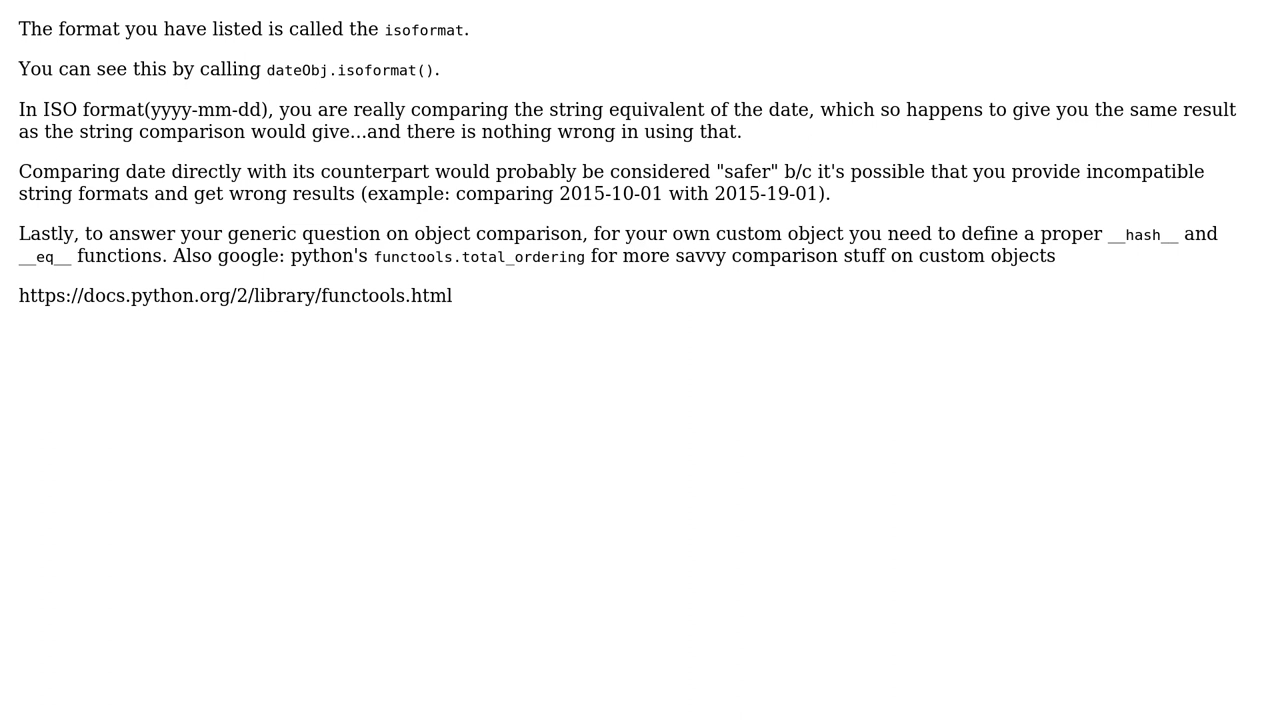 The format you have listed is called the isoformat.
You can see this by calling dateObj.isoformat().
In ISO format(yyyy-mm-dd), you are really comparing the string equivalent of the date, which so happens to give you the same result
as the string comparison would give...and there is nothing wrong in using that.
Comparing date directly with its counterpart would probably be considered "safer" b/c it's possible that you provide incompatible
string formats and get wrong results (example: comparing 2015-10-01 with 2015-19-01).
Lastly, to answer your generic question on object comparison, for your own custom object you need to define a proper __hash__ and
__eq__ functions. Also google: python's functools.total_ordering for more savvy comparison stuff on custom objects
https://docs.python.org/2/library/functools.html